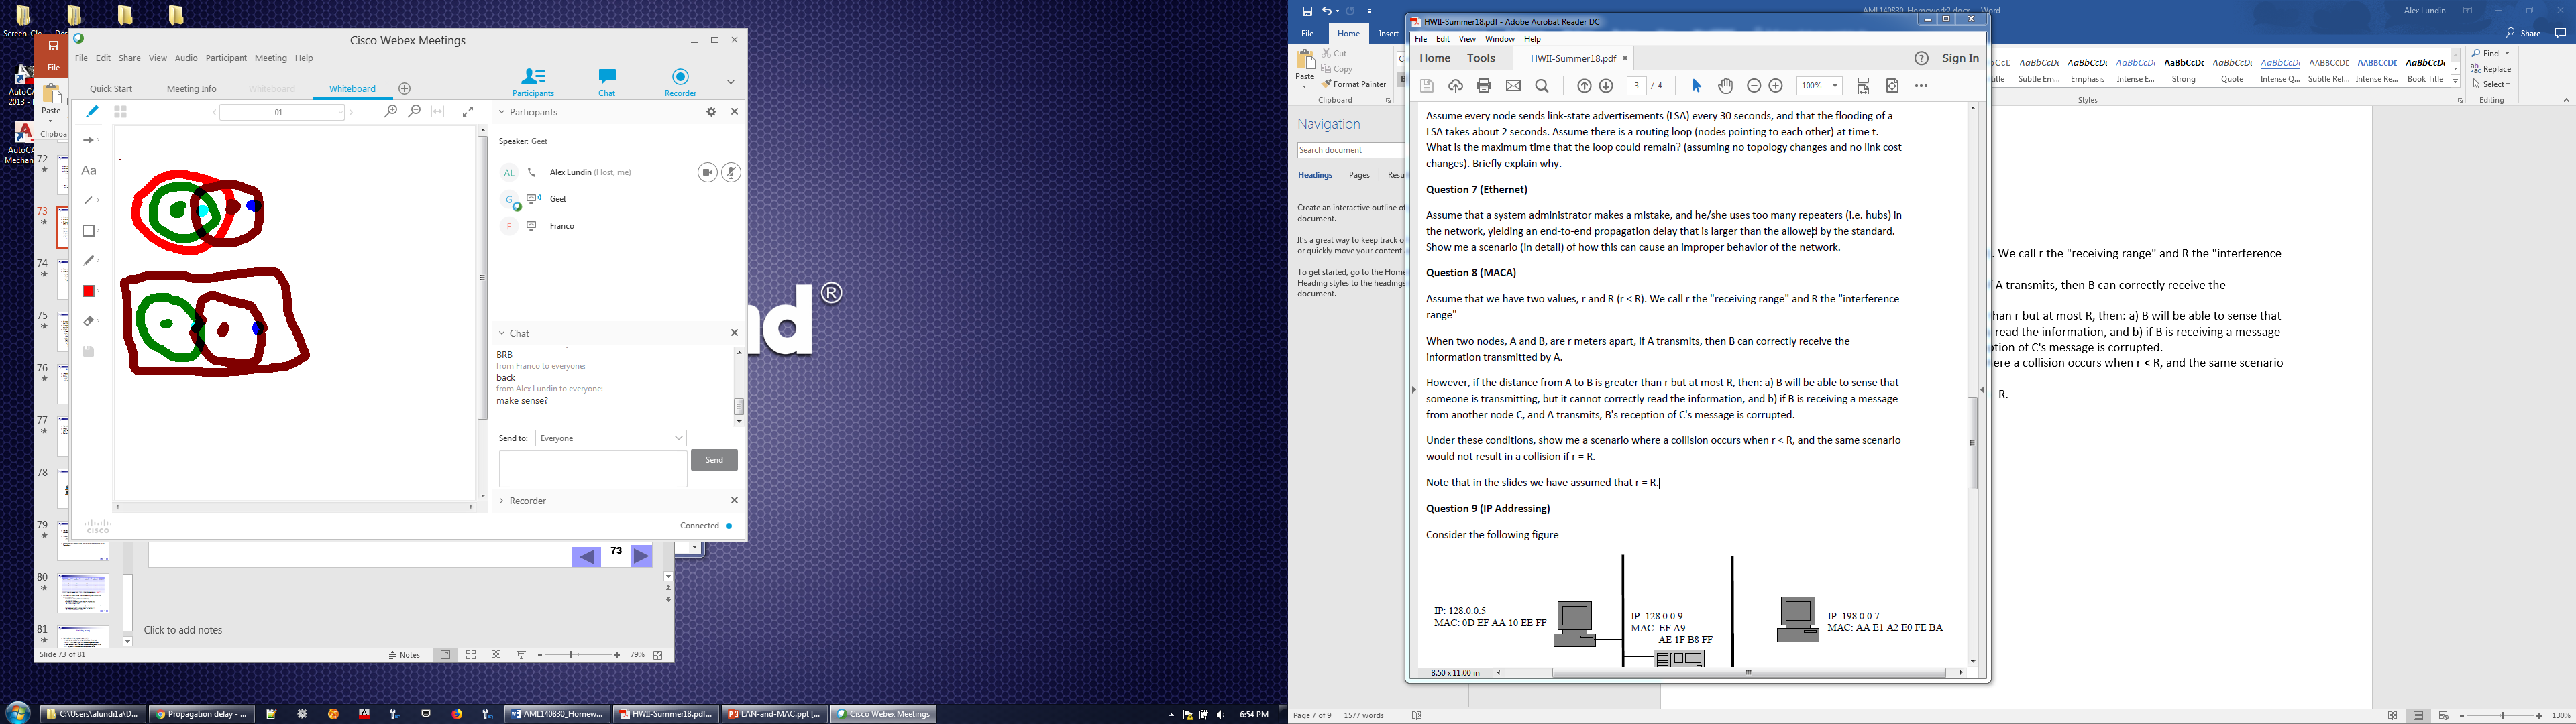 Screen-Clo...
AutoCA
2013 -
AutoCA
Mechan...
File
Paste
Clipboard
72
73
74
75
76
77
78
79
80
81
Cisco Webex Meetings
File Edit Share View Audio Participant Meeting Help
Quick Start
Meeting Info
Whiteboard
Whiteboard
Participants
Chat
Recorder
01
Aa
Participants
Speaker: Geet
AL Alex Lundin (Host, me)
G Geet
F Franco
Chat
BRB
from Franco to everyone:
back
from Alex Lundin to everyone:
make sense?
Send to: Everyone
Send
Recorder
cisco
Connected
nd®
73
Click to add notes
Slide 73 of 81
Notes
79%
C:\Users\alundi1a\D...
Propagation delay - ...
AML140830_Homew...
HWII-Summer18.pdf...
LAN-and-MAC.ppt [...
Cisco Webex Meetings
6:54 PM
AML140830_Homework2.docx - Word
Alex Lundin
File Home Insert
Share
Paste
Cut
Copy
Format Painter
Clipboard
Navigation
Search document
Headings Pages Resu
Create an interactive outline of
document.
It's a great way to keep track o
or quickly move your content
To get started, go to the Home
Heading styles to the headings
document.
HWII-Summer18.pdf - Adobe Acrobat Reader DC
File Edit View Window Help
Home Tools HWII-Summer18.pdf × Sign In
3 / 4
100%
Assume every node sends link-state advertisements (LSA) every 30 seconds, and that the flooding of a
LSA takes about 2 seconds. Assume there is a routing loop (nodes pointing to each other) at time t.
What is the maximum time that the loop could remain? (assuming no topology changes and no link cost
changes). Briefly explain why.
Question 7 (Ethernet)
Assume that a system administrator makes a mistake, and he/she uses too many repeaters (i.e. hubs) in
the network, yielding an end-to-end propagation delay that is larger than the allowed by the standard.
Show me a scenario (in detail) of how this can cause an improper behavior of the network.
Question 8 (MACA)
Assume that we have two values, r and R (r < R). We call r the "receiving range" and R the "interference
range"
When two nodes, A and B, are r meters apart, if A transmits, then B can correctly receive the
information transmitted by A.
However, if the distance from A to B is greater than r but at most R, then: a) B will be able to sense that
someone is transmitting, but it cannot correctly read the information, and b) if B is receiving a message
from another node C, and A transmits, B's reception of C's message is corrupted.
Under these conditions, show me a scenario where a collision occurs when r < R, and the same scenario
would not result in a collision if r = R.
Note that in the slides we have assumed that r = R.
Question 9 (IP Addressing)
Consider the following figure
IP: 128.0.0.5
MAC: 0D EF AA 10 EE FF
IP: 128.0.0.9
MAC: EF A9
AE 1F B8 FF
IP: 198.0.0.7
MAC: AA E1 A2 E0 FE BA
8.50 x 11.00 in
AaBbCcDc AaBbCcDc AaBbCcDc AaBbCcDc AaBbCcDc AaBbCcDc AABBCCDD AABBCCDC AaBbCcDc
title Subtle Em... Emphasis Intense E... Strong Quote Intense Q... Subtle Ref... Intense Re... Book Title
Styles
Find
Replace
Select
Editing
. We call r the "receiving range" and R the "interference
A transmits, then B can correctly receive the
han r but at most R, then: a) B will be able to sense that
read the information, and b) if B is receiving a message
ption of C's message is corrupted.
here a collision occurs when r < R, and the same scenario
= R.
Page 7 of 9 1577 words
130%